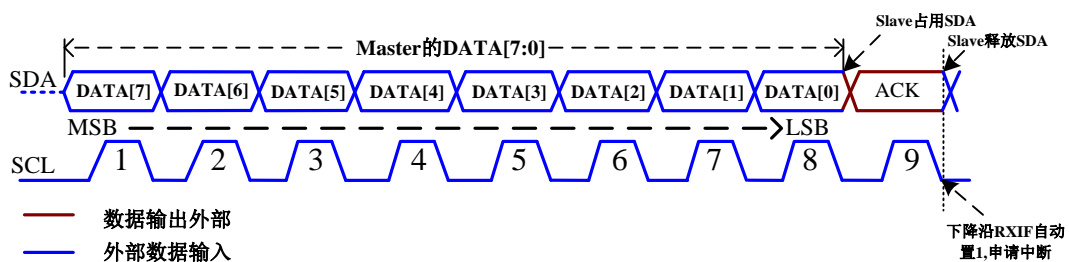 Slave占用SDA
Master的DATA[7:0]
Slave释放SDA
SDA
DATA[7] DATA[6] DATA[5] DATA[4] DATA[3] DATA[2] DATA[1] DATA[0] ACK
MSB LSB
SCL
1 2 3 4 5 6 7 8 9
数据输出外部
外部数据输入
下降沿RXIF自动
置1,申请中断